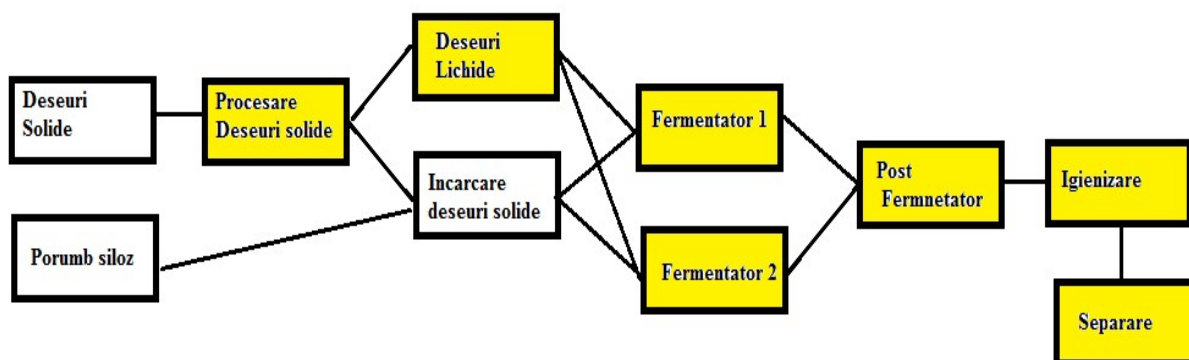 Deseuri
Solide
Procesare
Deseuri solide
Deseuri
Lichide
Incarcare
deseuri solide
Porumb siloz
Fermentator 1
Fermentator 2
Post
Fermnetator
Igienizare
Separare